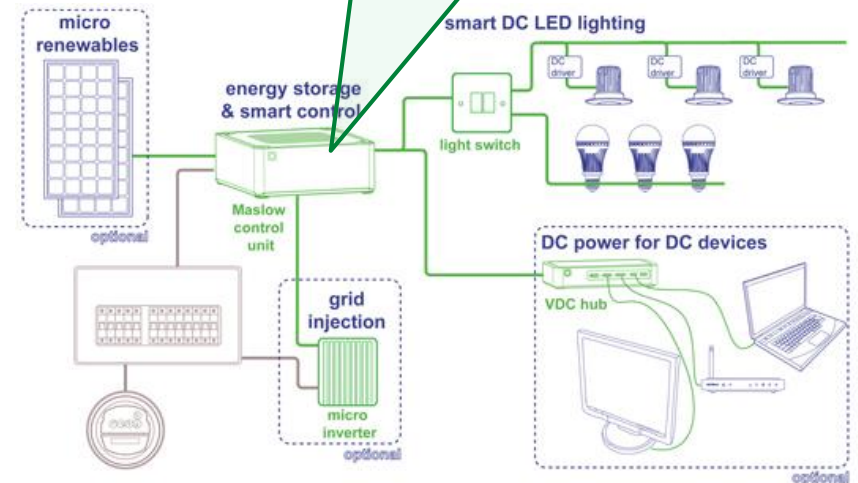 micro
renewables
optional
energy storage
& smart control
Maslow
control
unit
grid
injection
micro
inverter
optional
smart DC LED lighting
DC
driver
DC
driver
DC
driver
light switch
DC power for DC devices
VDC hub
optional